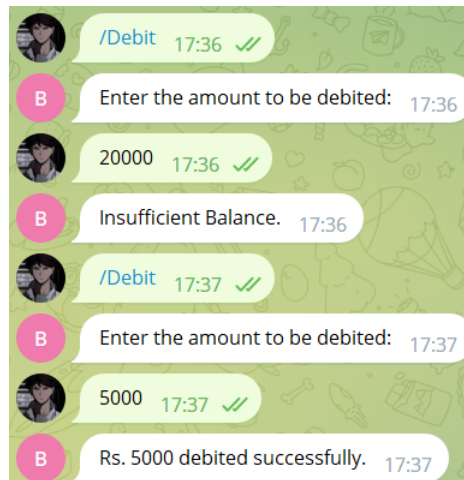 /Debit 17:36
B Enter the amount to be debited: 17:36
20000 17:36
B Insufficient Balance. 17:36
/Debit 17:37
B Enter the amount to be debited: 17:37
5000 17:37
B Rs. 5000 debited successfully. 17:37